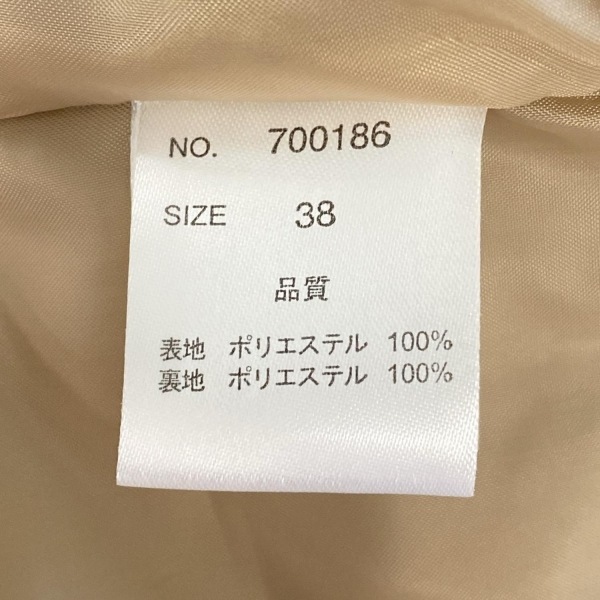 NO. 700186
SIZE 38
品質
表地 ポリエステル 100%
裏地 ポリエステル 100%